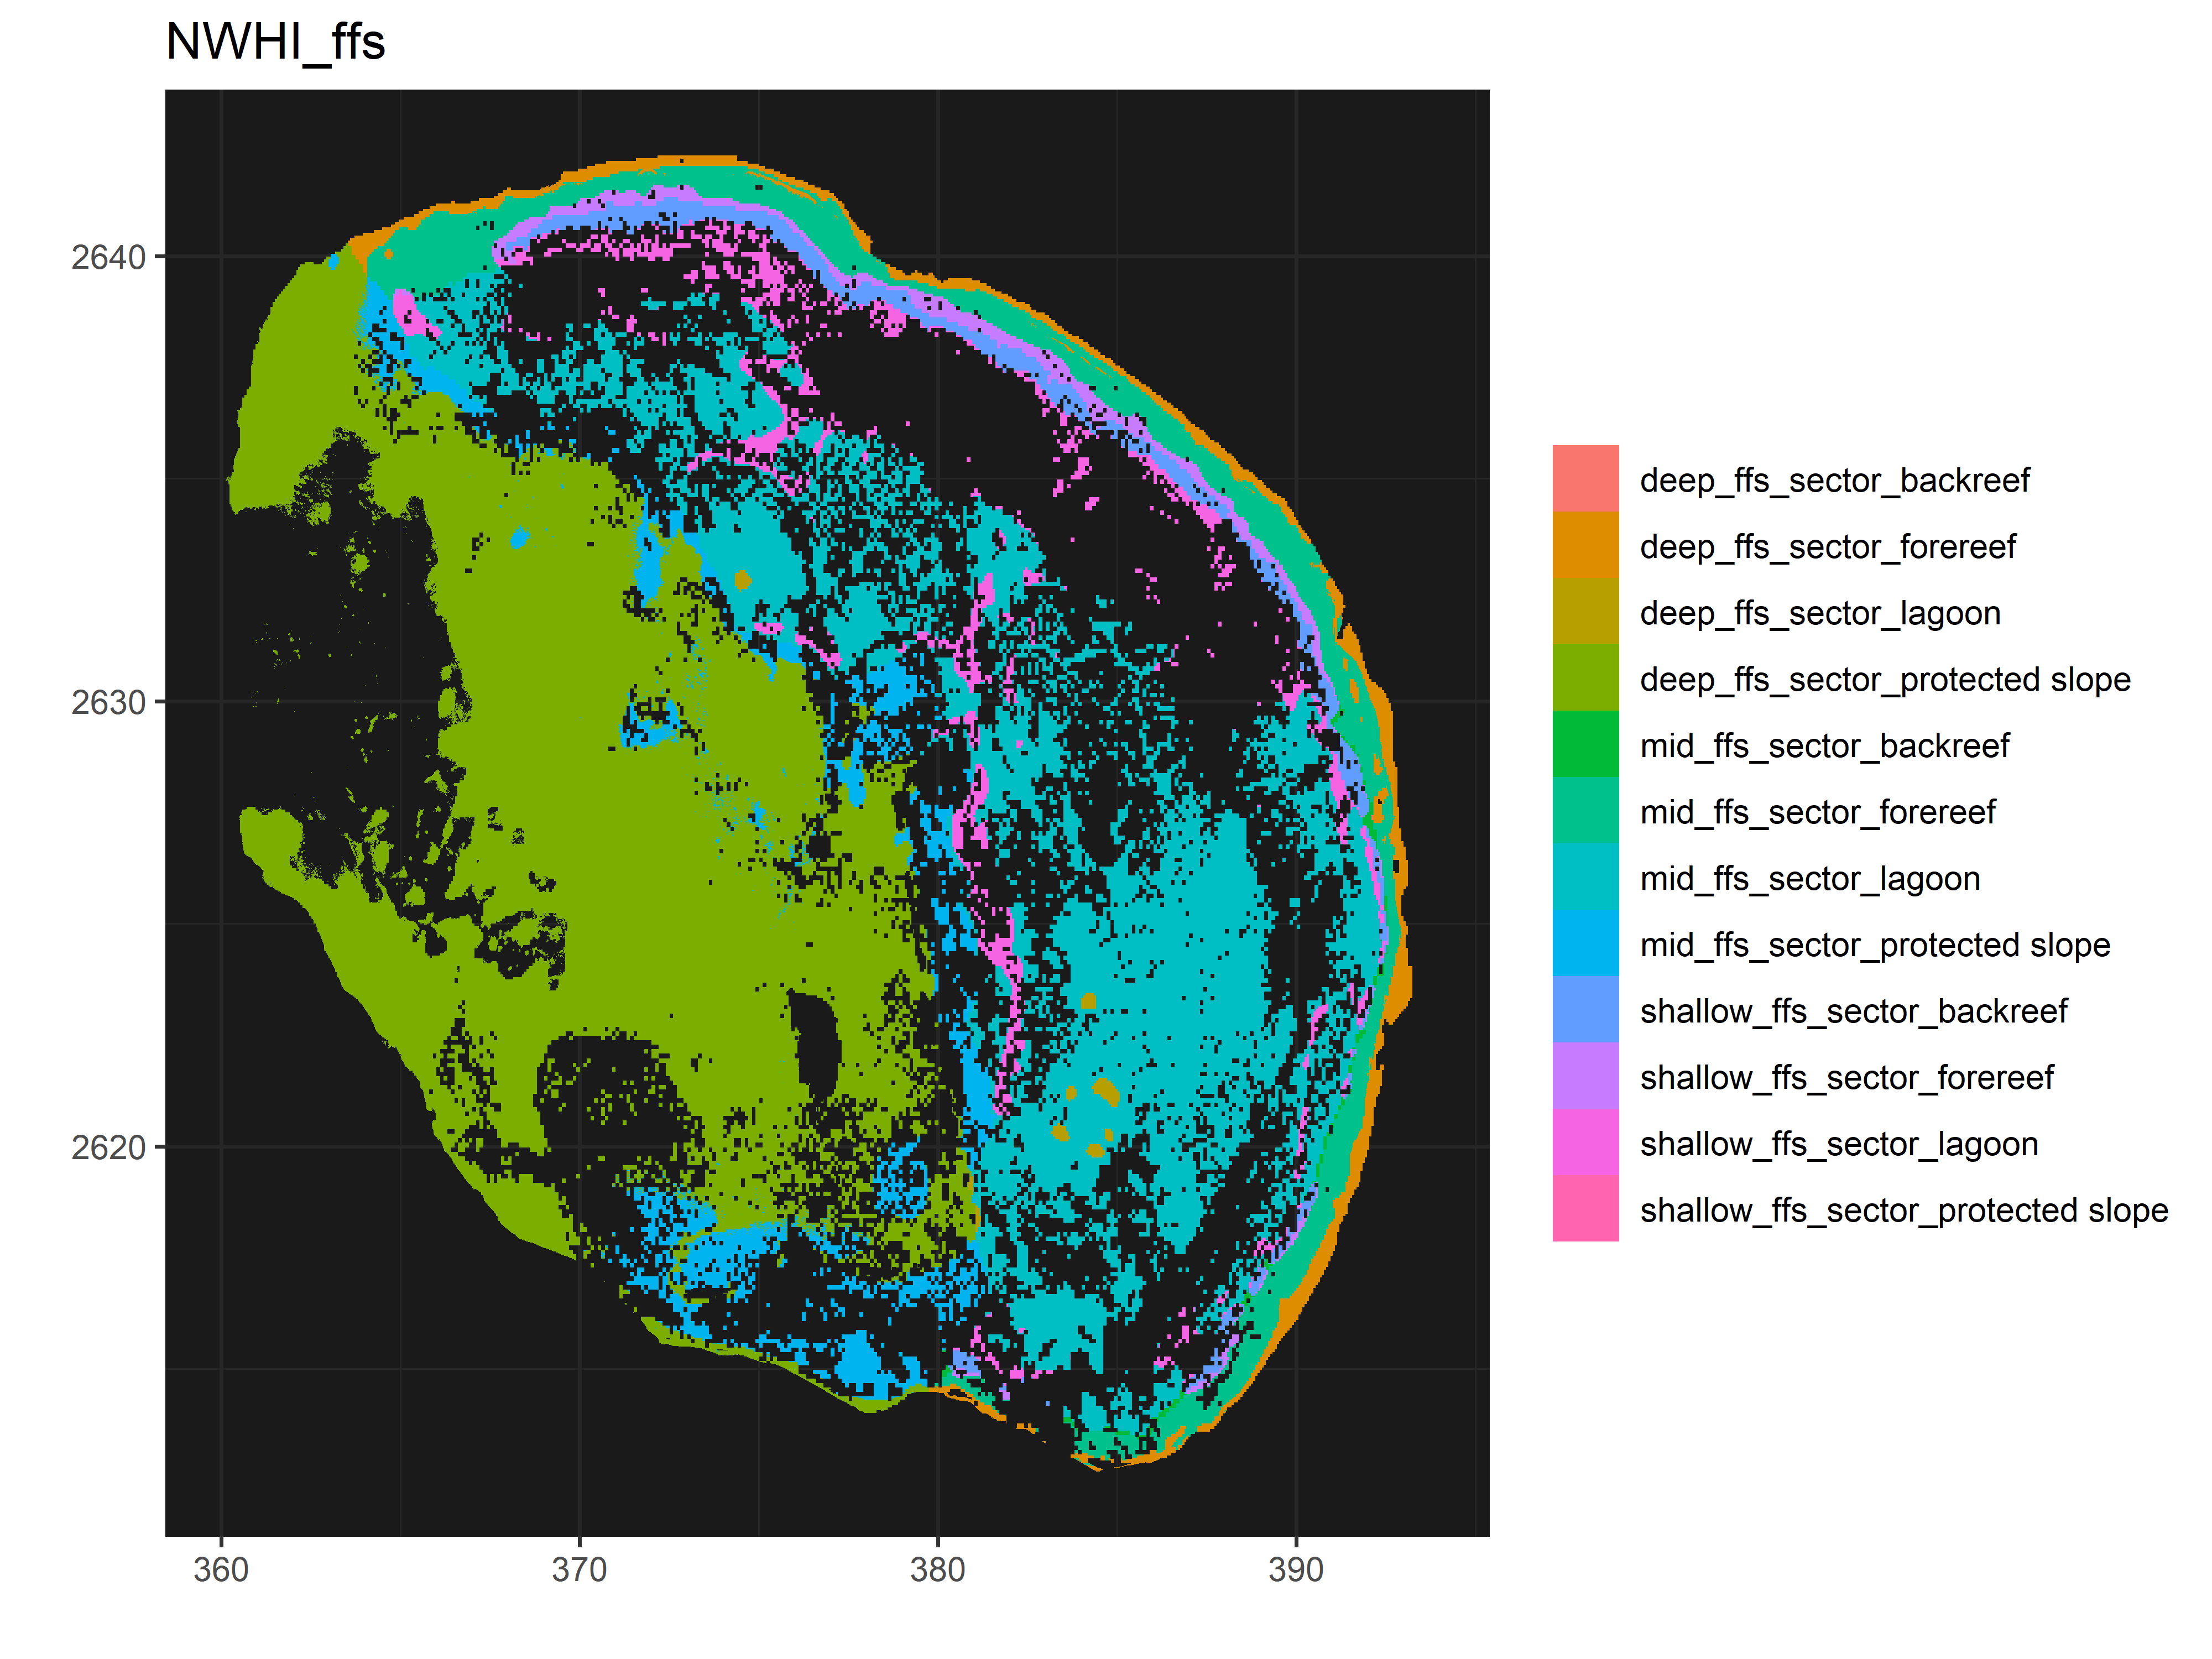 NWHI_ffs
2640
2630
2620
360
370
380
390
deep_ffs_sector_backreef
deep_ffs_sector_forereef
deep_ffs_sector_lagoon
deep_ffs_sector_protected slope
mid_ffs_sector_backreef
mid_ffs_sector_forereef
mid_ffs_sector_lagoon
mid_ffs_sector_protected slope
shallow_ffs_sector_backreef
shallow_ffs_sector_forereef
shallow_ffs_sector_lagoon
shallow_ffs_sector_protected slope